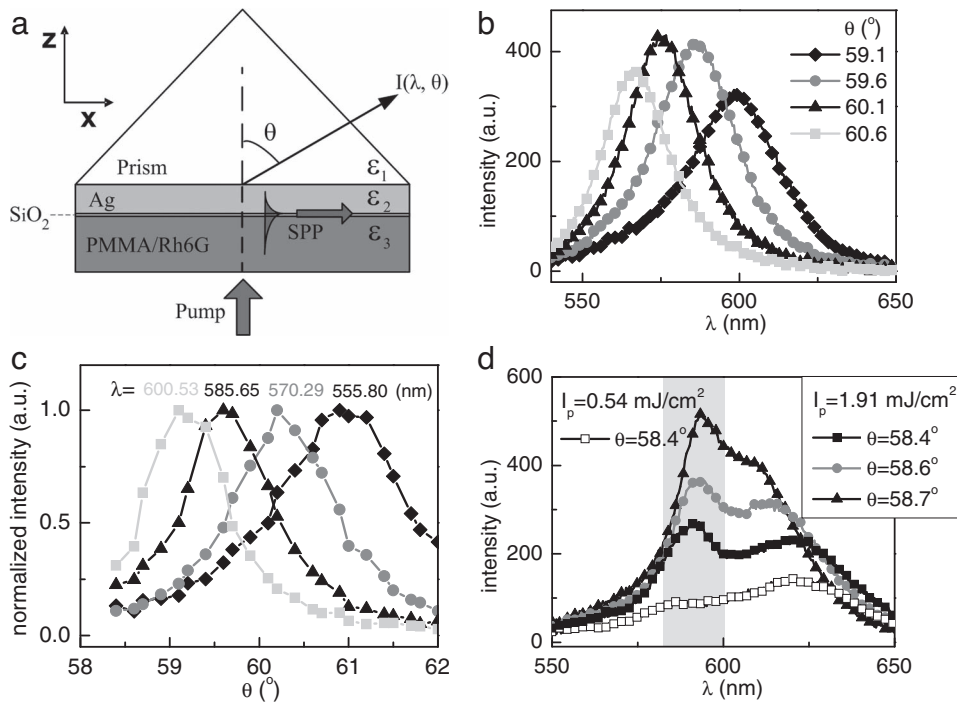 a
z
x
I(λ, θ)
θ
Prism
ε1
Ag
ε2
SiO2
SPP
ε3
PMMA/Rh6G
Pump
b
intensity (a.u.)
400
200
0
550
600
650
λ (nm)
θ (°)
59.1
59.6
60.1
60.6
c
normalized intensity (a.u.)
λ= 600.53 585.65 570.29 555.80 (nm)
1.0
0.5
0.0
58
59
60
61
62
θ (°)
d
intensity (a.u.)
600
500
400
300
200
100
0
550
600
650
λ (nm)
Ip=0.54 mJ/cm2
θ=58.4°
Ip=1.91 mJ/cm2
θ=58.4°
θ=58.6°
θ=58.7°